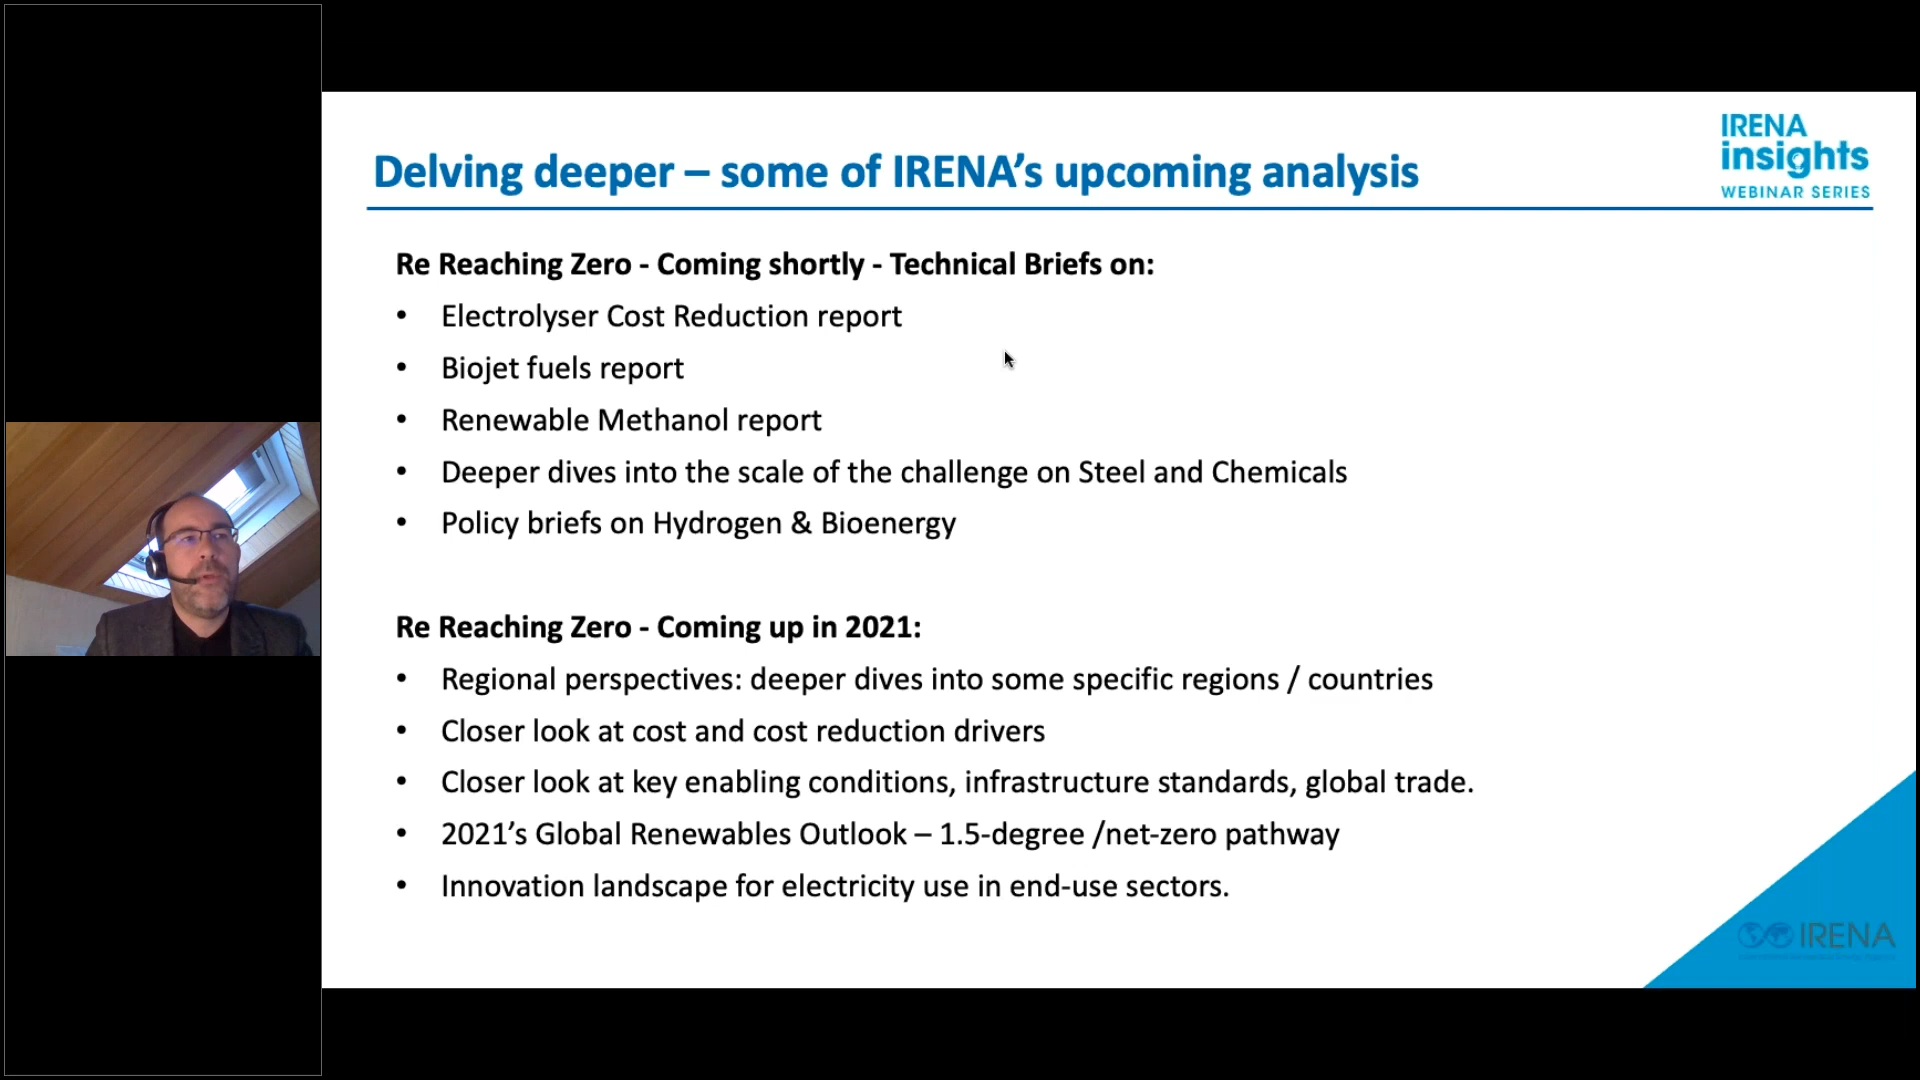 IRENA
insights
WEBINAR SERIES
Delving deeper – some of IRENA’s upcoming analysis
Re Reaching Zero - Coming shortly - Technical Briefs on:
• Electrolyser Cost Reduction report
• Biojet fuels report
• Renewable Methanol report
• Deeper dives into the scale of the challenge on Steel and Chemicals
• Policy briefs on Hydrogen & Bioenergy
Re Reaching Zero - Coming up in 2021:
• Regional perspectives: deeper dives into some specific regions / countries
• Closer look at cost and cost reduction drivers
• Closer look at key enabling conditions, infrastructure standards, global trade.
• 2021’s Global Renewables Outlook – 1.5-degree /net-zero pathway
• Innovation landscape for electricity use in end-use sectors.
IRENA